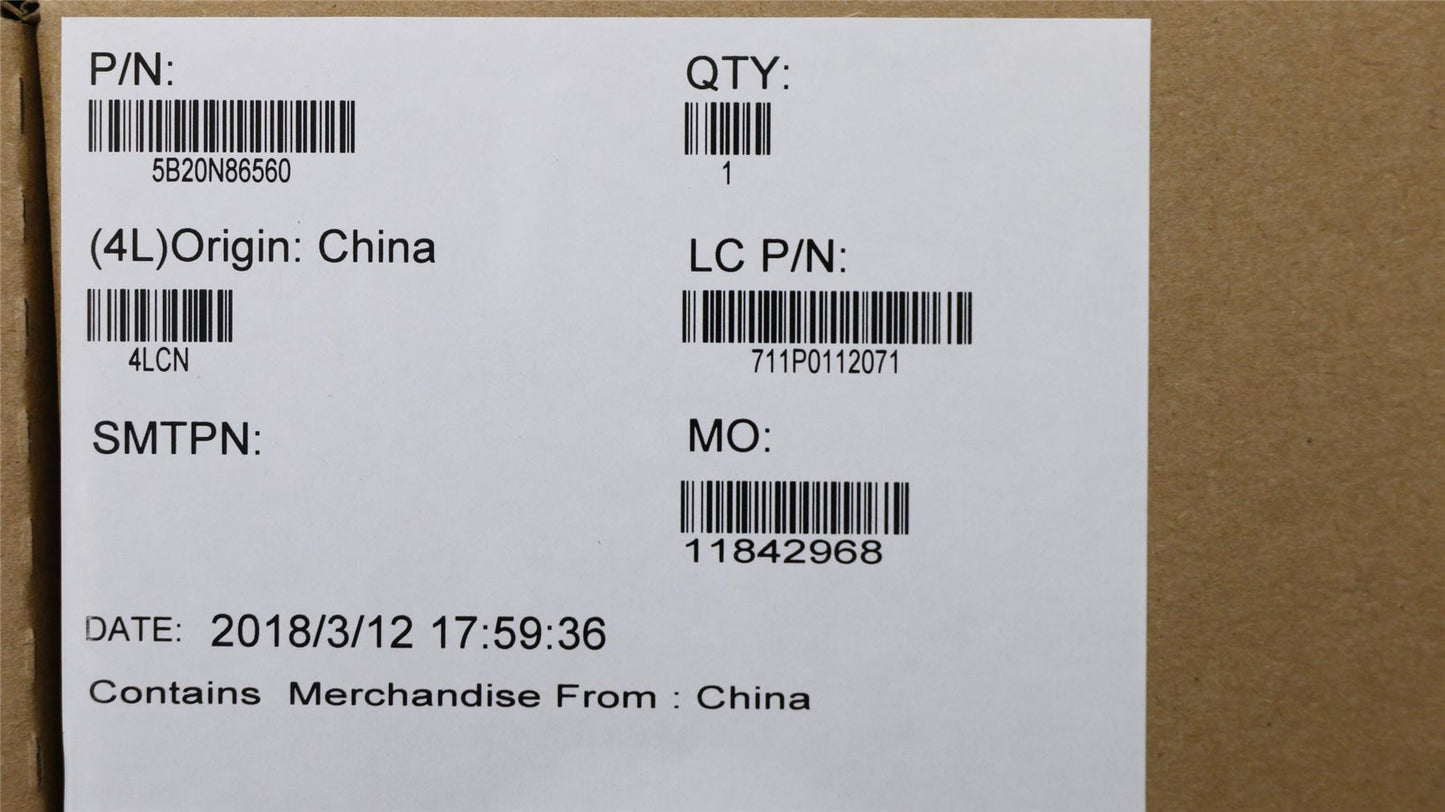 P/N:
5B20N86560
QTY:
1
(4L)Origin: China
4LCN
LC P/N:
711P0112071
SMTPN:
MO:
11842968
DATE: 2018/3/12 17:59:36
Contains Merchandise From : China